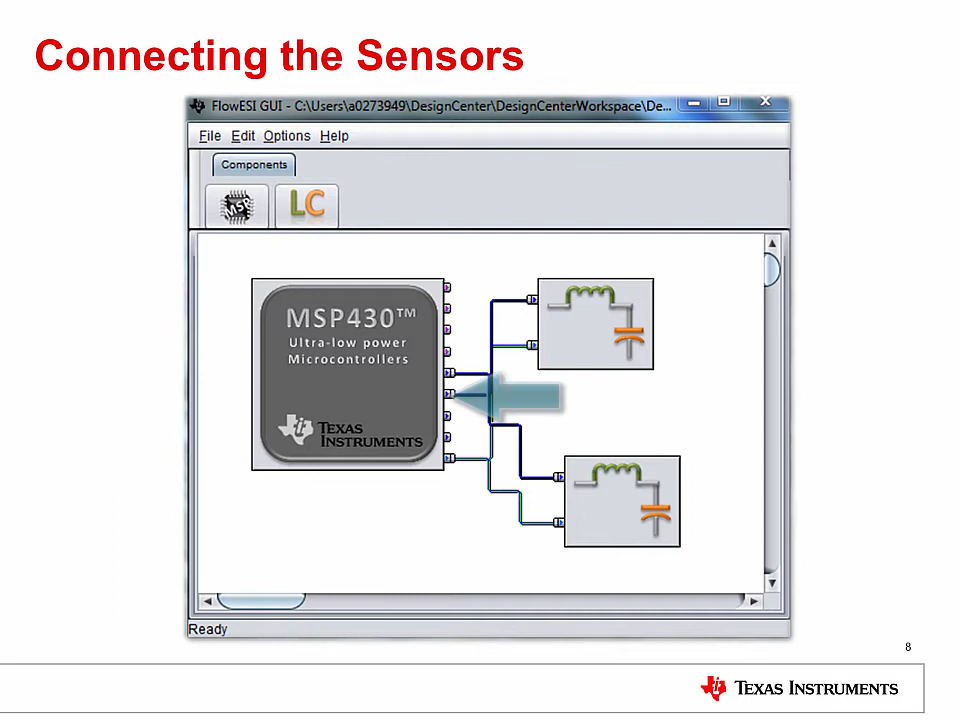 Connecting the Sensors
FlowESI GUI - C:\Users\a0273949\DesignCenter\DesignCenterWorkspace\De...
File Edit Options Help
Components
MSP
LC
MSP430™
Ultra-low power
Microcontrollers
TEXAS
INSTRUMENTS
Ready
8
TEXAS INSTRUMENTS